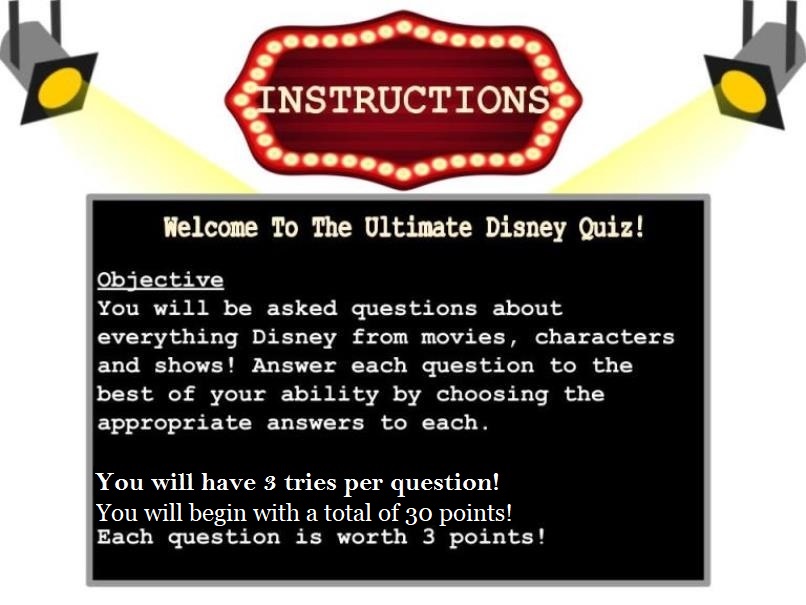 INSTRUCTIONS
Welcome To The Ultimate Disney Quiz!
Objective
You will be asked questions about
everything Disney from movies, characters
and shows! Answer each question to the
best of your ability by choosing the
appropriate answers to each.
You will have 3 tries per question!
You will begin with a total of 30 points!
Each question is worth 3 points!